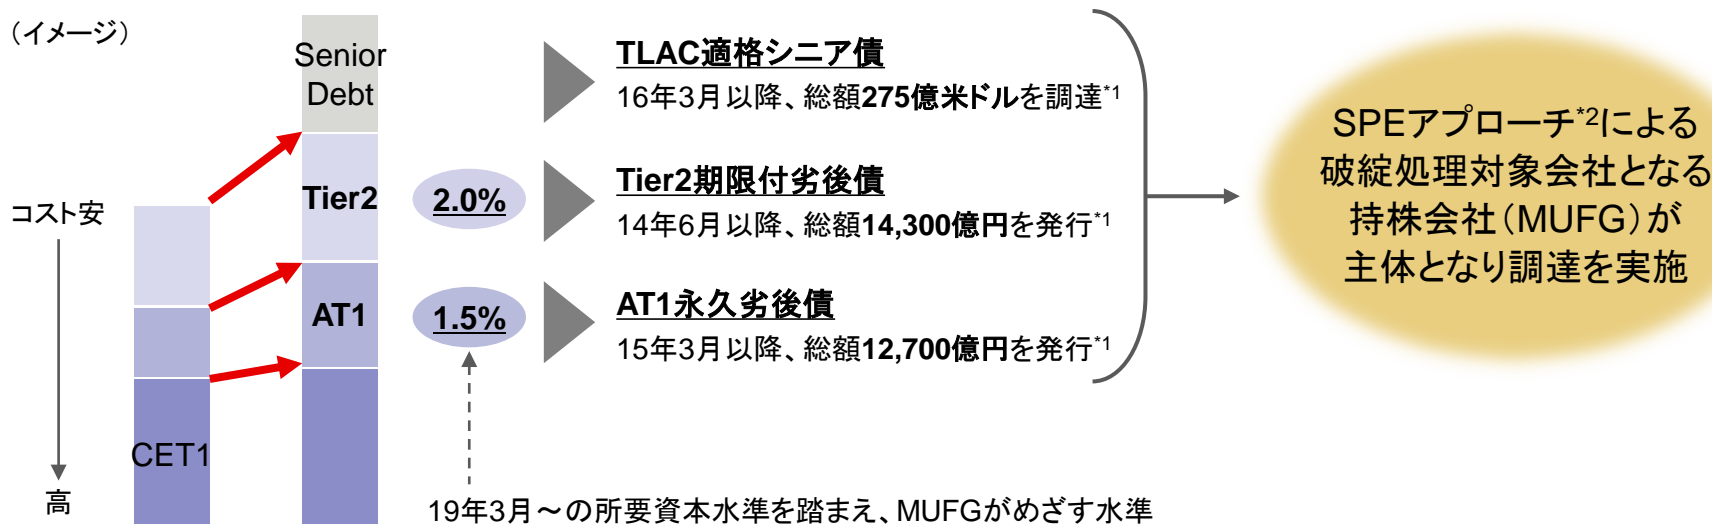 （イメージ）
コスト安
高
CET1
Senior
Debt
Tier2
AT1
2.0%
1.5%
TLAC適格シニア債
16年3月以降、総額275億米ドルを調達*1
Tier2期限付劣後債
14年6月以降、総額14,300億円を発行*1
AT1永久劣後債
15年3月以降、総額12,700億円を発行*1
19年3月～の所要資本水準を踏まえ、MUFGがめざす水準
SPEアプローチ*2による
破綻処理対象会社となる
持株会社（MUFG）が
主体となり調達を実施